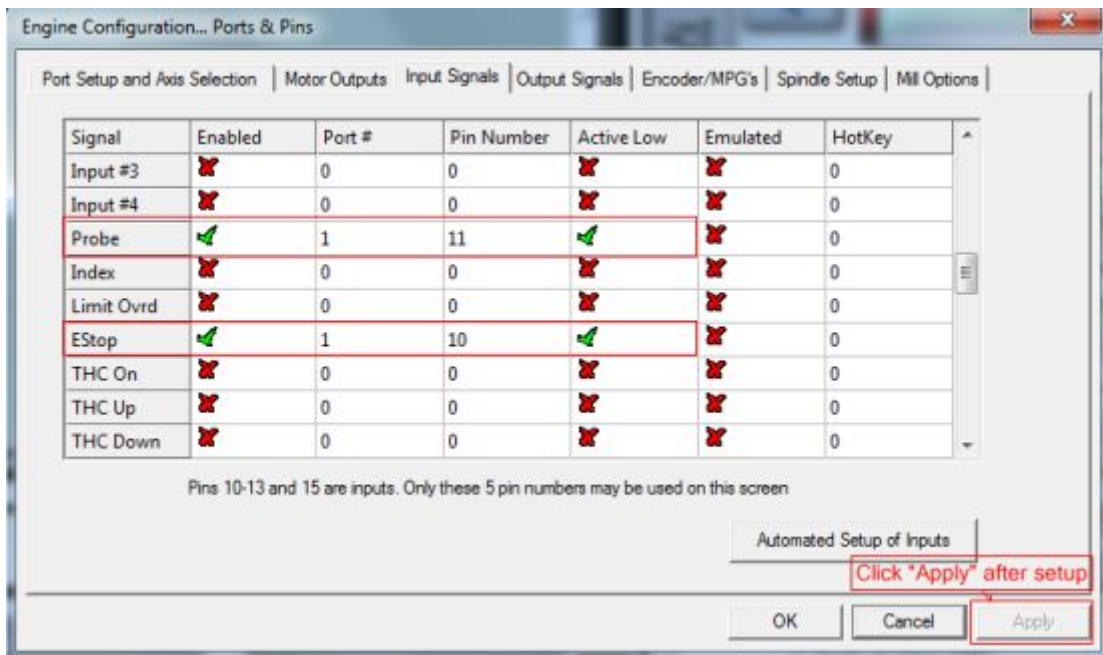 Engine Configuration... Ports & Pins
Port Setup and Axis Selection Motor Outputs Input Signals Output Signals Encoder/MPG's Spindle Setup Mill Options
Signal Enabled Port # Pin Number Active Low Emulated HotKey
Input #3 0 0 0
Input #4 0 0 0
Probe 1 11 0
Index 0 0 0
Limit Ovrd 0 0 0
EStop 1 10 0
THC On 0 0 0
THC Up 0 0 0
THC Down 0 0 0
Pins 10-13 and 15 are inputs. Only these 5 pin numbers may be used on this screen
Automated Setup of Inputs
Click "Apply" after setup
OK Cancel Apply